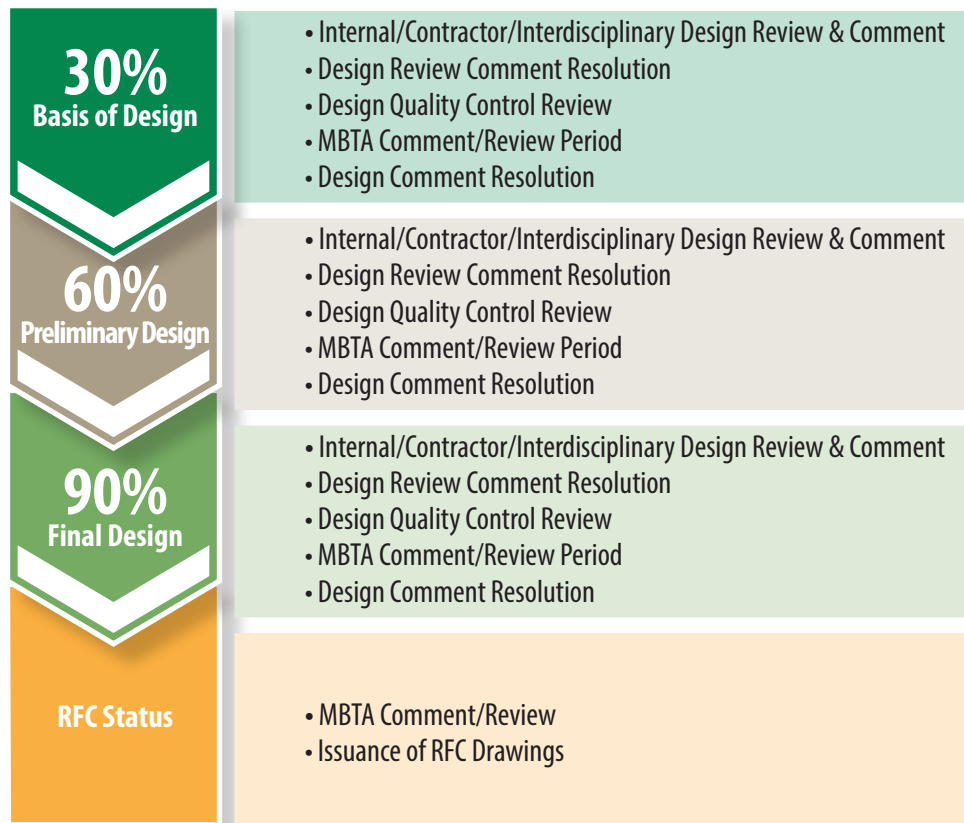 30%
Basis of Design
• Internal/Contractor/Interdisciplinary Design Review & Comment
• Design Review Comment Resolution
• Design Quality Control Review
• MBTA Comment/Review Period
• Design Comment Resolution
60%
Preliminary Design
• Internal/Contractor/Interdisciplinary Design Review & Comment
• Design Review Comment Resolution
• Design Quality Control Review
• MBTA Comment/Review Period
• Design Comment Resolution
90%
Final Design
• Internal/Contractor/Interdisciplinary Design Review & Comment
• Design Review Comment Resolution
• Design Quality Control Review
• MBTA Comment/Review Period
• Design Comment Resolution
RFC Status
• MBTA Comment/Review
• Issuance of RFC Drawings